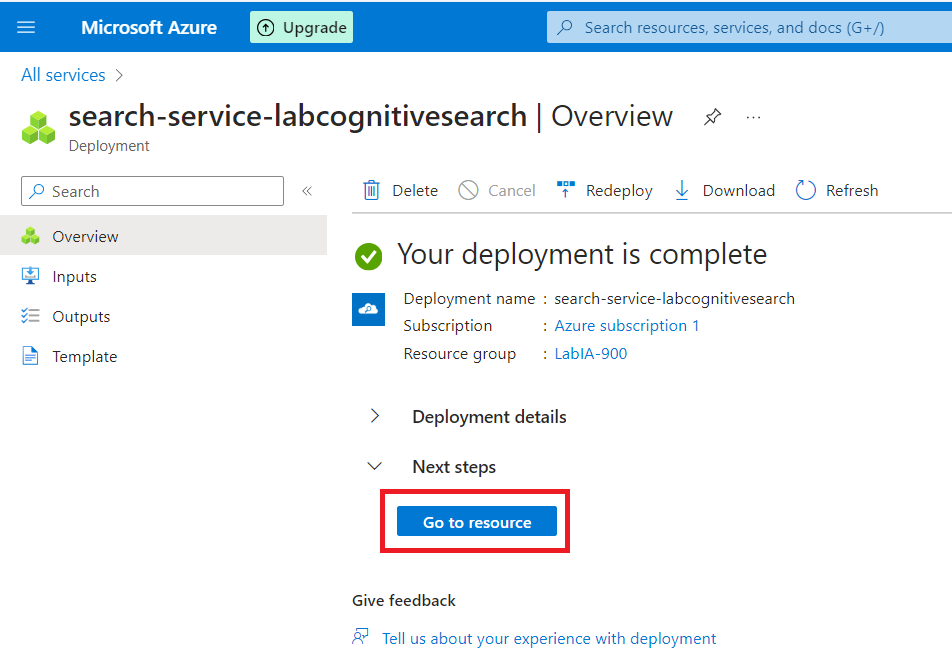 Microsoft Azure Upgrade Search resources, services, and docs (G+/)
All services
search-service-labcognitivesearch | Overview ...
Deployment
Search «
Delete Cancel Redeploy Download Refresh
Overview
Inputs
Outputs
Template
Your deployment is complete
Deployment name : search-service-labcognitivesearch
Subscription : Azure subscription 1
Resource group : LabIA-900
Deployment details
Next steps
Go to resource
Give feedback
Tell us about your experience with deployment